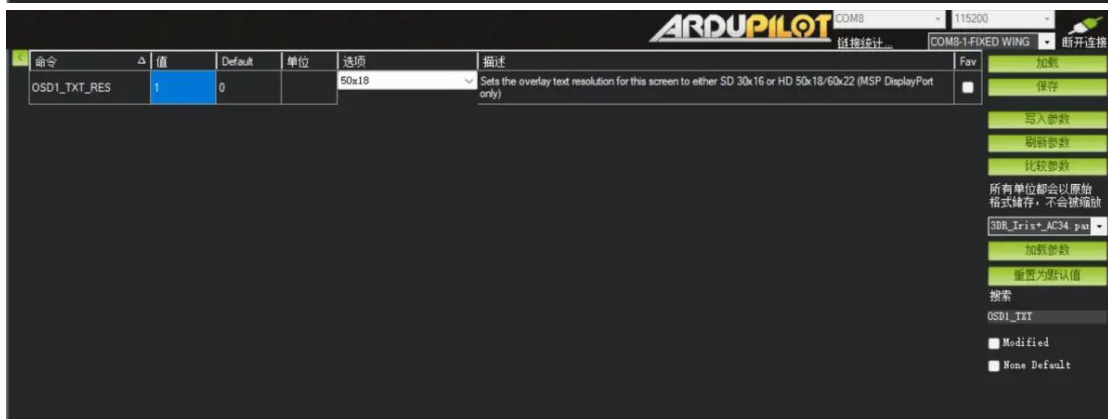 ARDUPILOT
COM8
115200
链接统计...
COM8-1-FIXED WING
断开连接
命令 值 Default 单位 选项 描述 Fav
OSD1_TXT_RES 1 0 50x18 Sets the overlay text resolution for this screen to either SD 30x16 or HD 50x18/60x22 (MSP DisplayPort
only)
加载
保存
写入参数
刷新参数
比较参数
所有单位都会以原始
格式储存，不会被缩放
3DR_Iris+_AC34.par
加载参数
重置为默认值
搜索
OSD1_TXT
Modified
None Default